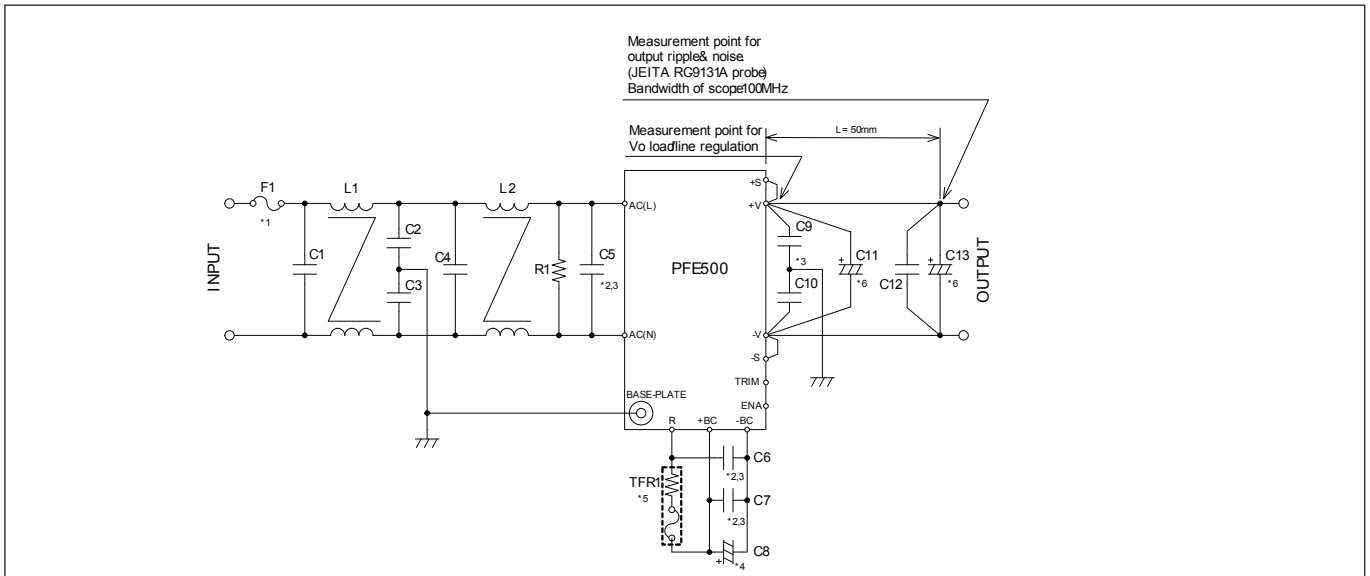 Measurement point for
output ripple& noise.
(JEITA RC9131A probe)
Bandwidth of scope100MHz
Measurement point for
Vo load/line regulation
L= 50mm
F1
*1
L1
L2
C1
C2
C3
C4
R1
C5
*2,3
INPUT
AC(L)
AC(N)
PFE500
+S
+V
-V
-S
TRIM
ENA
BASE-PLATE
R
+BC
-BC
C9
*3
C10
C11
+
*6
C12
C13
+
*6
OUTPUT
C6
*2,3
TFR1
*5
C7
*2,3
C8
+
*4